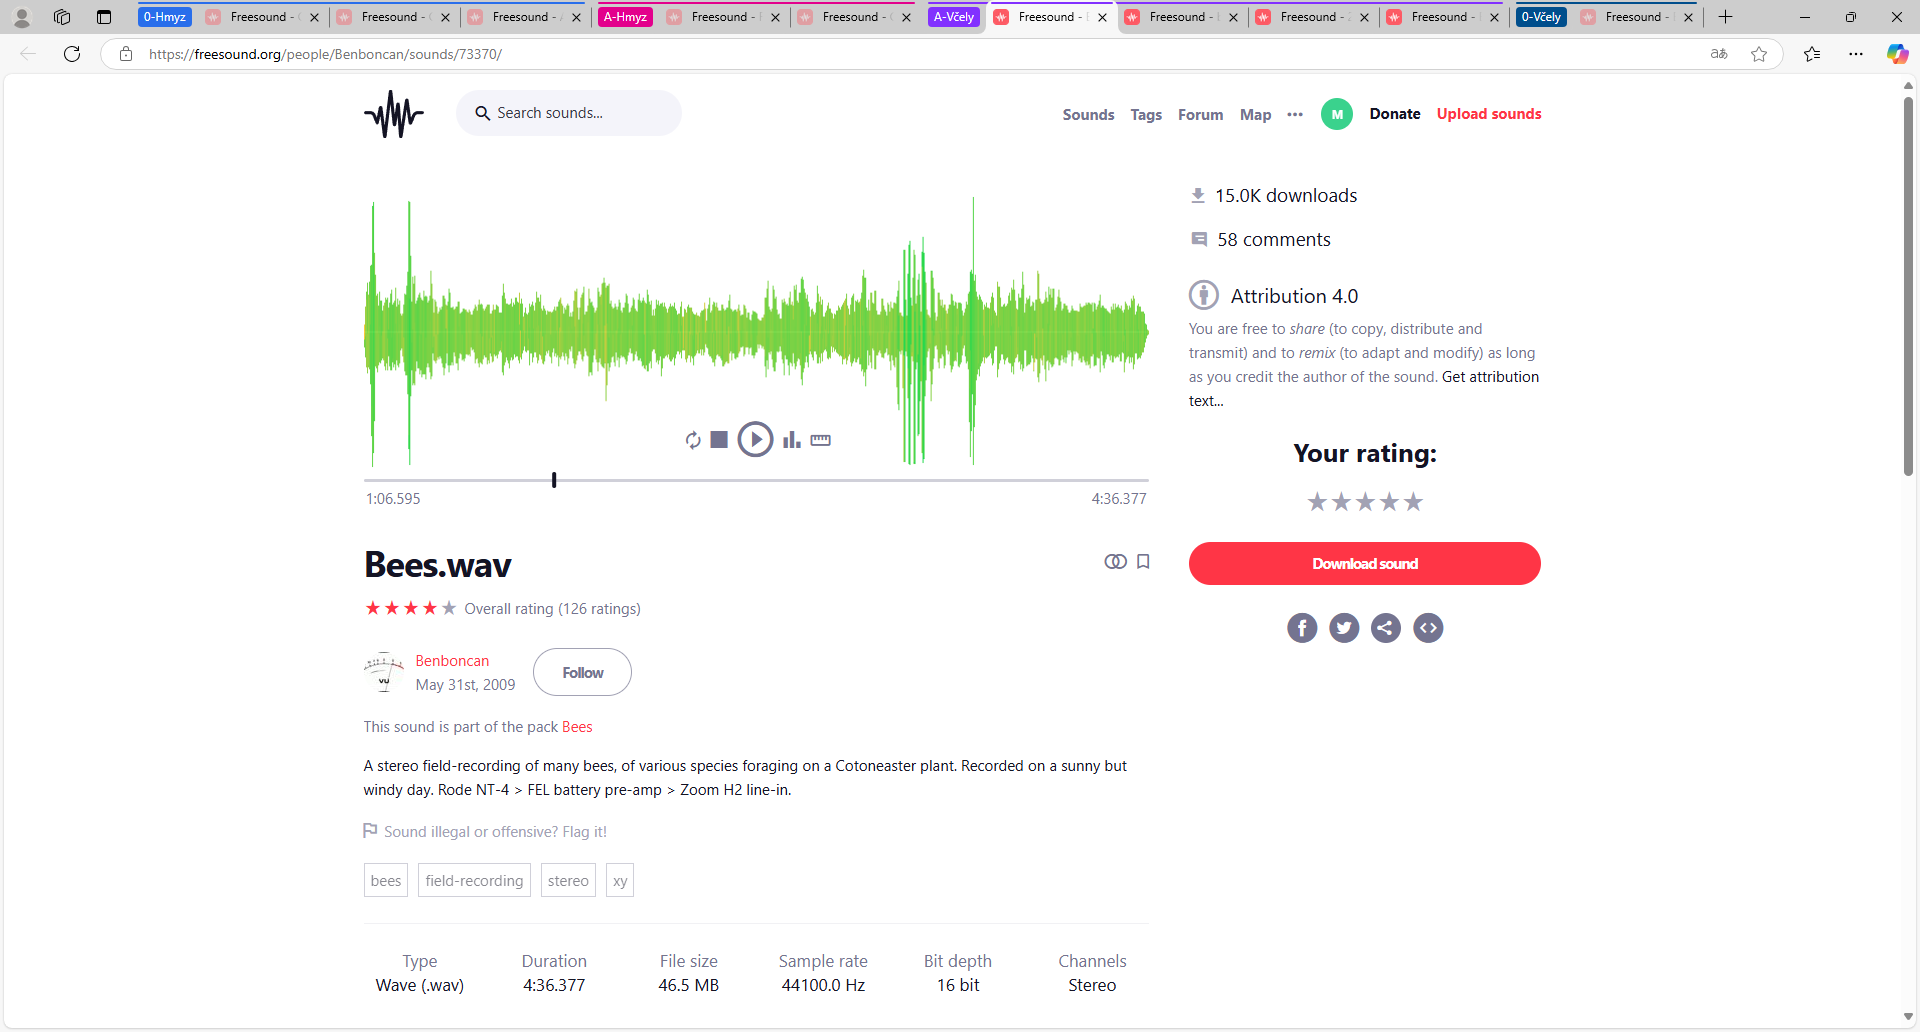 0-Hmyz
Freesound -
Freesound -
Freesound -
A-Hmyz
Freesound -
Freesound -
A-Včely
Freesound -
Freesound -
Freesound -
Freesound -
0-Včely
Freesound -
https://freesound.org/people/Benboncan/sounds/73370/
Search sounds...
Sounds
Tags
Forum
Map
M
Donate
Upload sounds
15.0K downloads
58 comments
Attribution 4.0
You are free to share (to copy, distribute and
transmit) and to remix (to adapt and modify) as long
as you credit the author of the sound. Get attribution
text...
Your rating:
Download sound
1:06.595
4:36.377
Bees.wav
Overall rating (126 ratings)
VU
Benboncan
May 31st, 2009
Follow
This sound is part of the pack Bees
A stereo field-recording of many bees, of various species foraging on a Cotoneaster plant. Recorded on a sunny but
windy day. Rode NT-4 > FEL battery pre-amp > Zoom H2 line-in.
Sound illegal or offensive? Flag it!
bees
field-recording
stereo
xy
Type
Wave (.wav)
Duration
4:36.377
File size
46.5 MB
Sample rate
44100.0 Hz
Bit depth
16 bit
Channels
Stereo